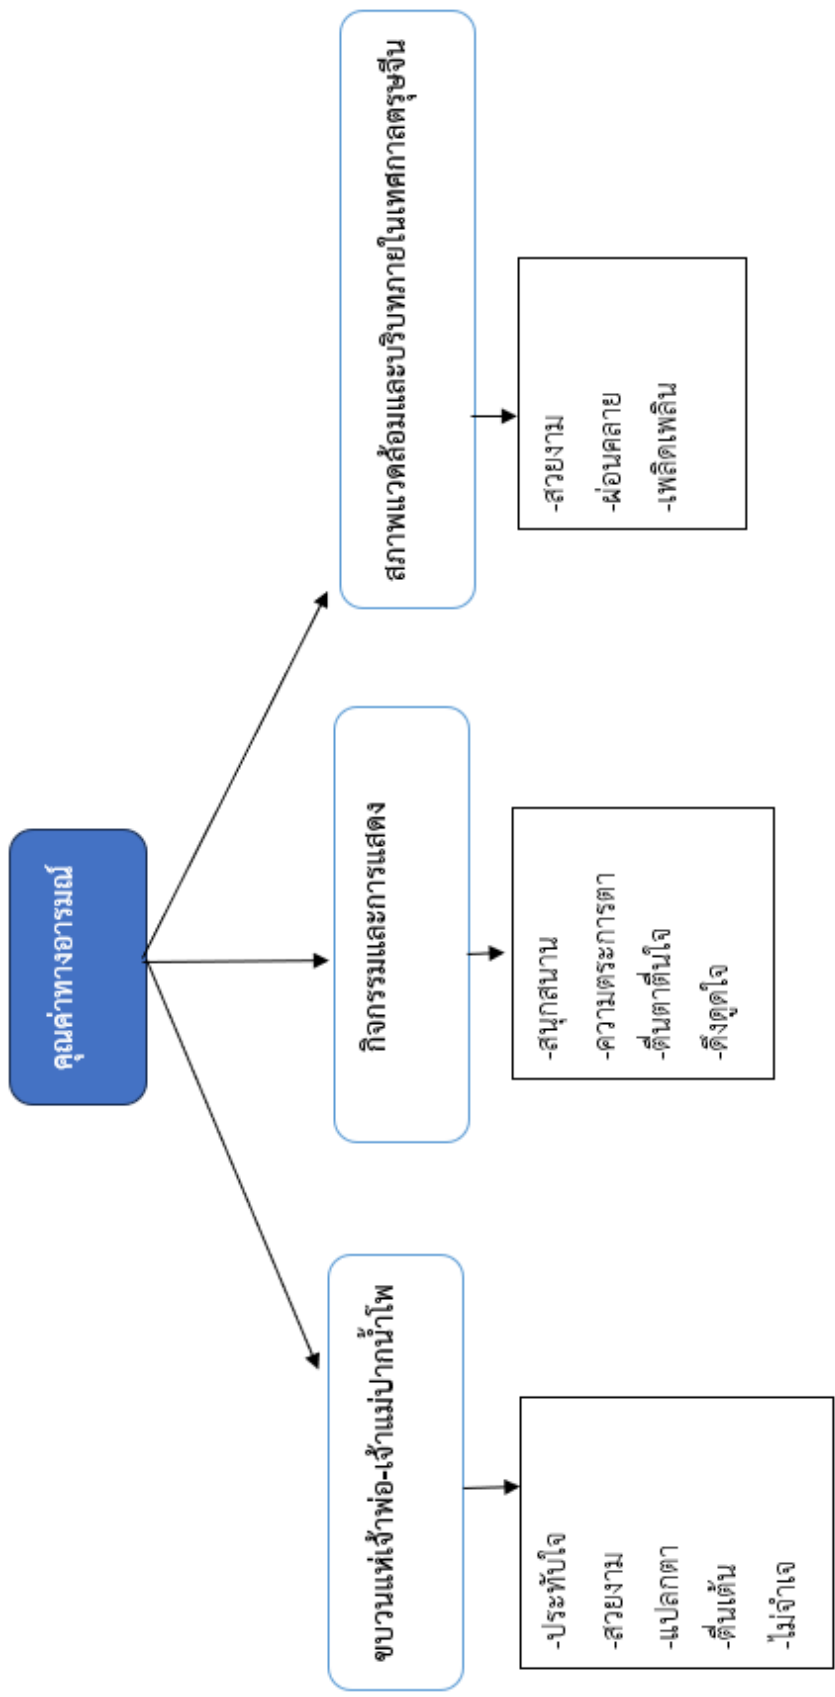 คุณค่าทางอารมณ์
ขบวนแห่เจ้าพ่อ-เจ้าแม่ปากน้ำโพ
-ประทับใจ
-สวยงาม
-แปลกตา
-ตื่นเต้น
-ไม่จำเจ
กิจกรรมและการแสดง
-สนุกสนาน
-ความตระการตา
-ตื่นตาตื่นใจ
-ดึงดูดใจ
สภาพแวดล้อมและบริบทภายในเทศกาลตรุษจีน
-สวยงาม
-ผ่อนคลาย
-เพลิดเพลิน